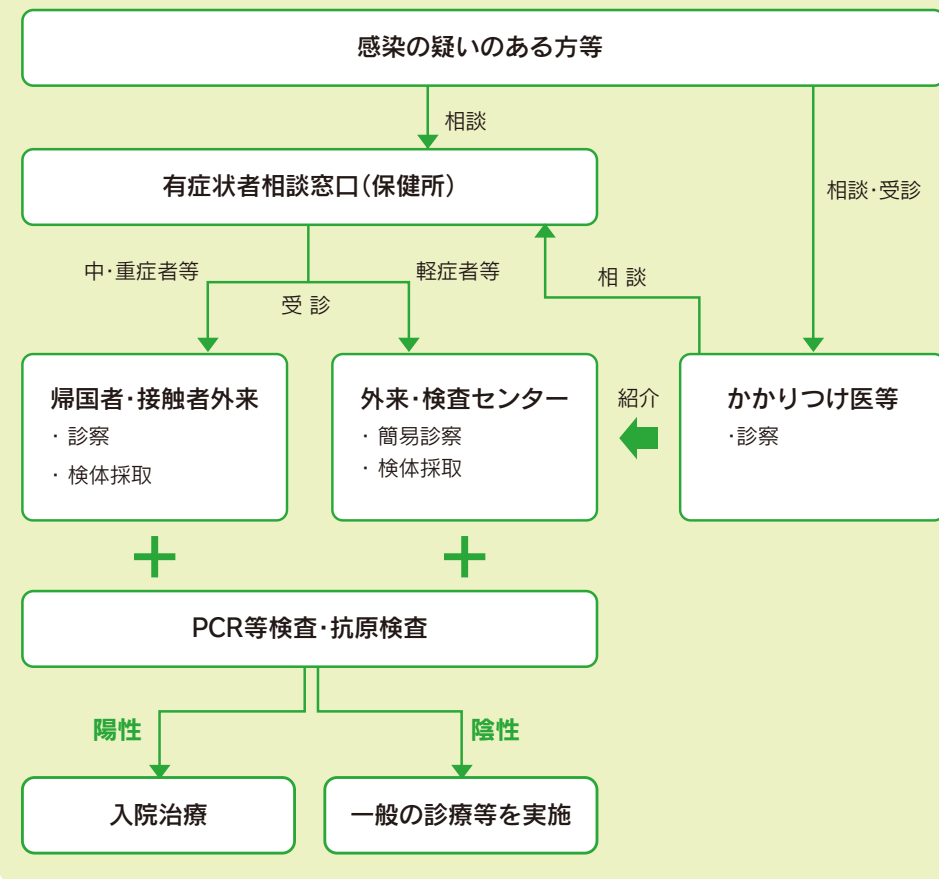 感染の疑いのある方等
相談
有症状者相談窓口(保健所)
相談・受診
中・重症者等
軽症者等
受 診
相 談
帰国者・接触者外来
・ 診察
・ 検体採取
外来・検査センター
・ 簡易診察
・ 検体採取
紹介
かかりつけ医等
・診察
PCR等検査・抗原検査
陽性
陰性
入院治療
一般の診療等を実施